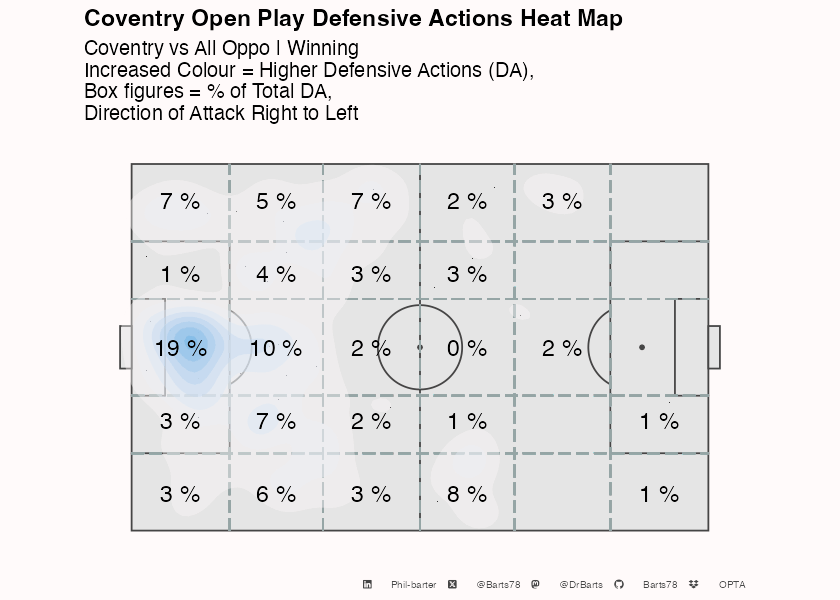 Coventry Open Play Defensive Actions Heat Map
Coventry vs All Oppo | Winning
Increased Colour = Higher Defensive Actions (DA),
Box figures = % of Total DA,
Direction of Attack Right to Left
7 % 5 % 7 % 2 % 3 %
1 % 4 % 3 % 3 %
19 % 10 % 2 % 0 % 2 %
3 % 7 % 2 % 1 % 1 %
3 % 6 % 3 % 8 % 1 %
Phil-barter @Barts78 @DrBarts Barts78 OPTA